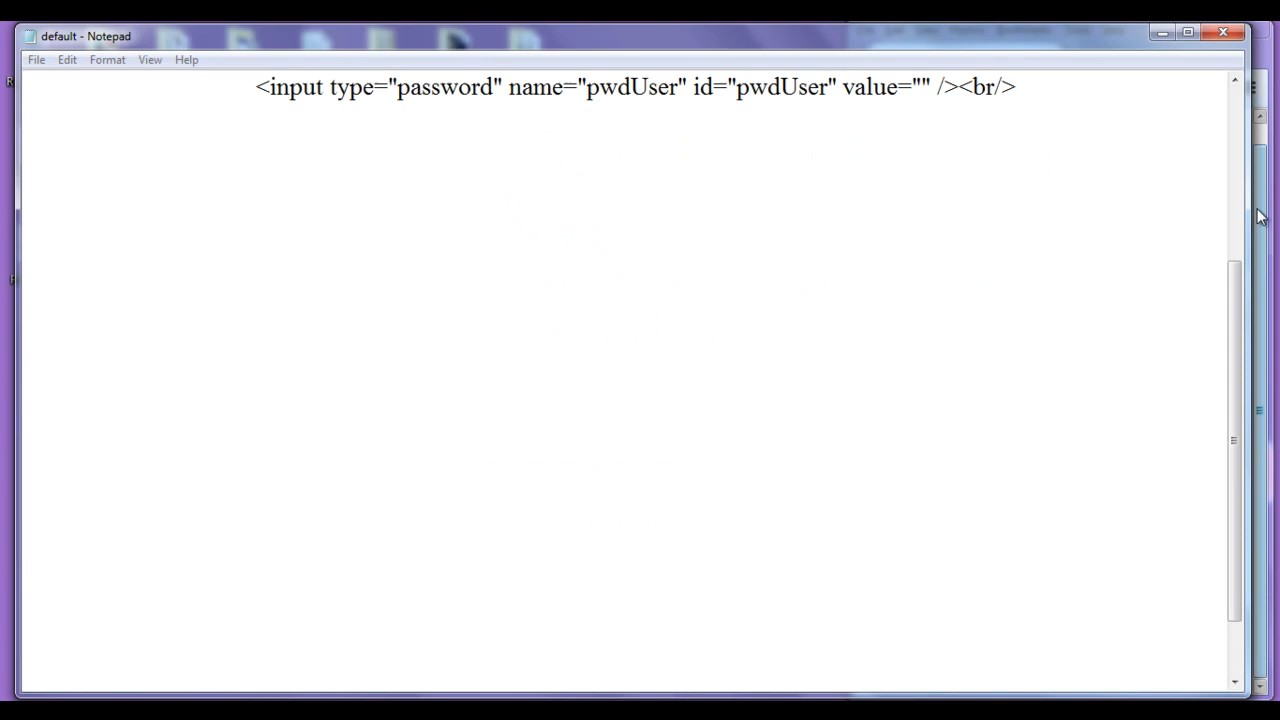 default - Notepad
File Edit Format View Help
<input type="password" name="pwdUser" id="pwdUser" value="" /><br/>